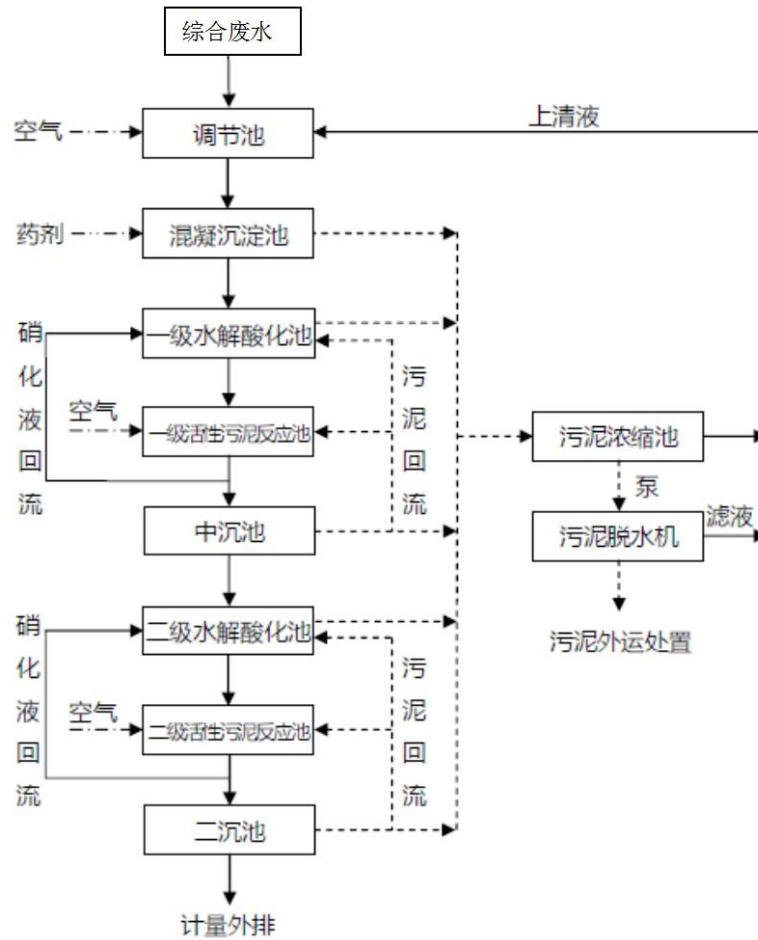 综合废水
空气
调节池
上清液
药剂
混凝沉淀池
硝化液回流
一级水解酸化池
空气
一级活性污泥反应池
污泥回流
中沉池
污泥浓缩池
泵
污泥脱水机
滤液
污泥外运处置
硝化液回流
二级水解酸化池
空气
二级活性污泥反应池
污泥回流
二沉池
计量外排